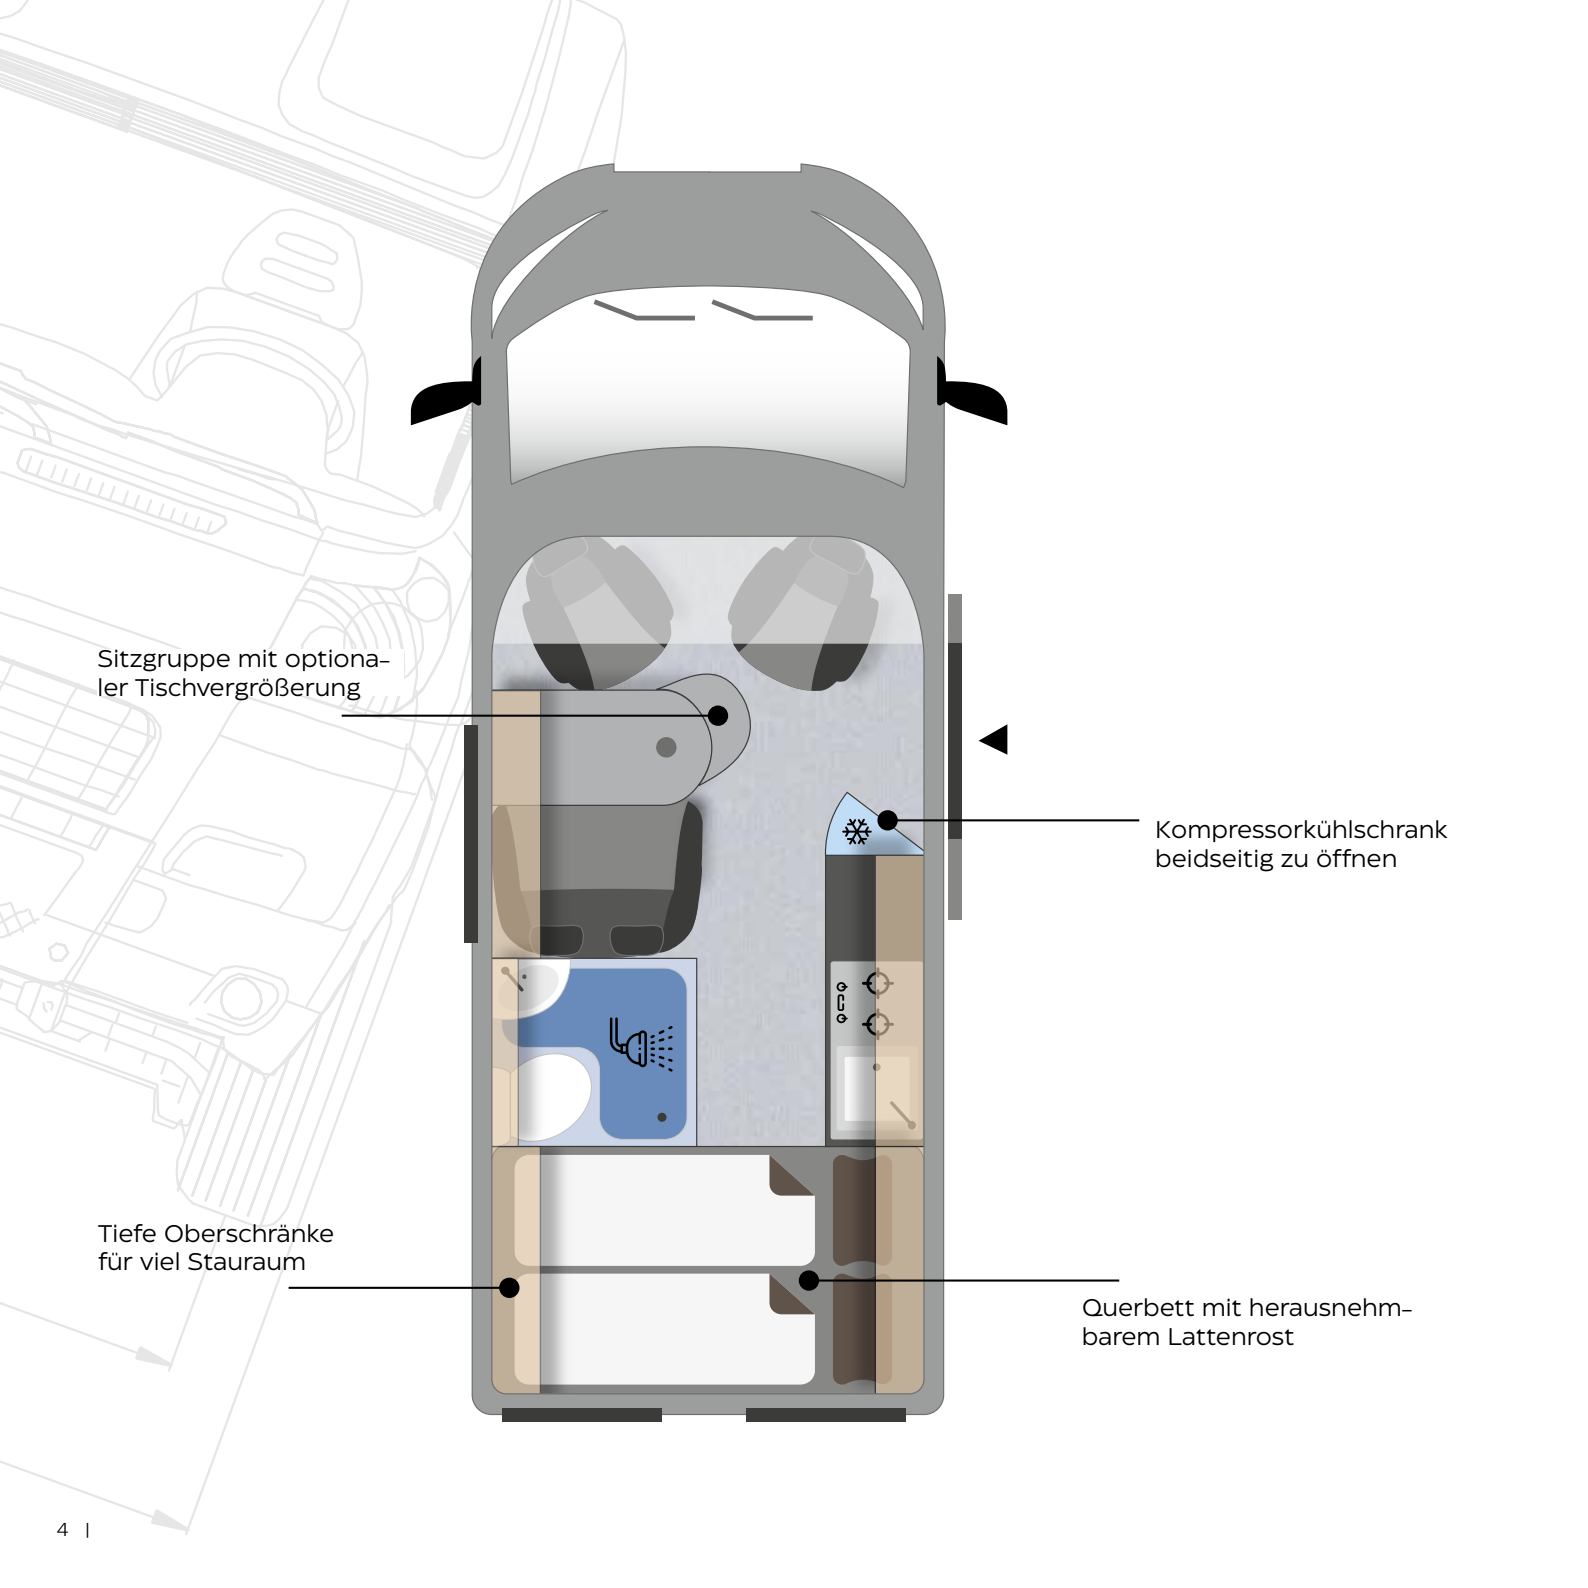 Sitzgruppe mit optiona-
ler Tischvergrößerung
Kompressorkühlschrank
beidseitig zu öffnen
Tiefe Oberschränke
für viel Stauraum
Querbett mit herausnehm-
barem Lattenrost
4 |